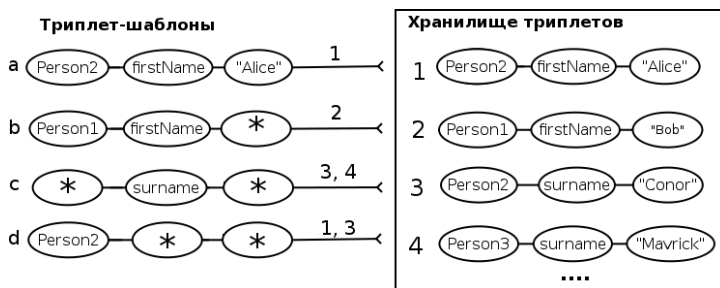 Триплет-шаблоны
a Person2 firstName "Alice" 1
b Person1 firstName * 2
c * surname * 3, 4
d Person2 * * 1, 3
Хранилище триплетов
1 Person2 firstName "Alice"
2 Person1 firstName "Bob"
3 Person2 surname "Conor"
4 Person3 surname "Mavrick"
....